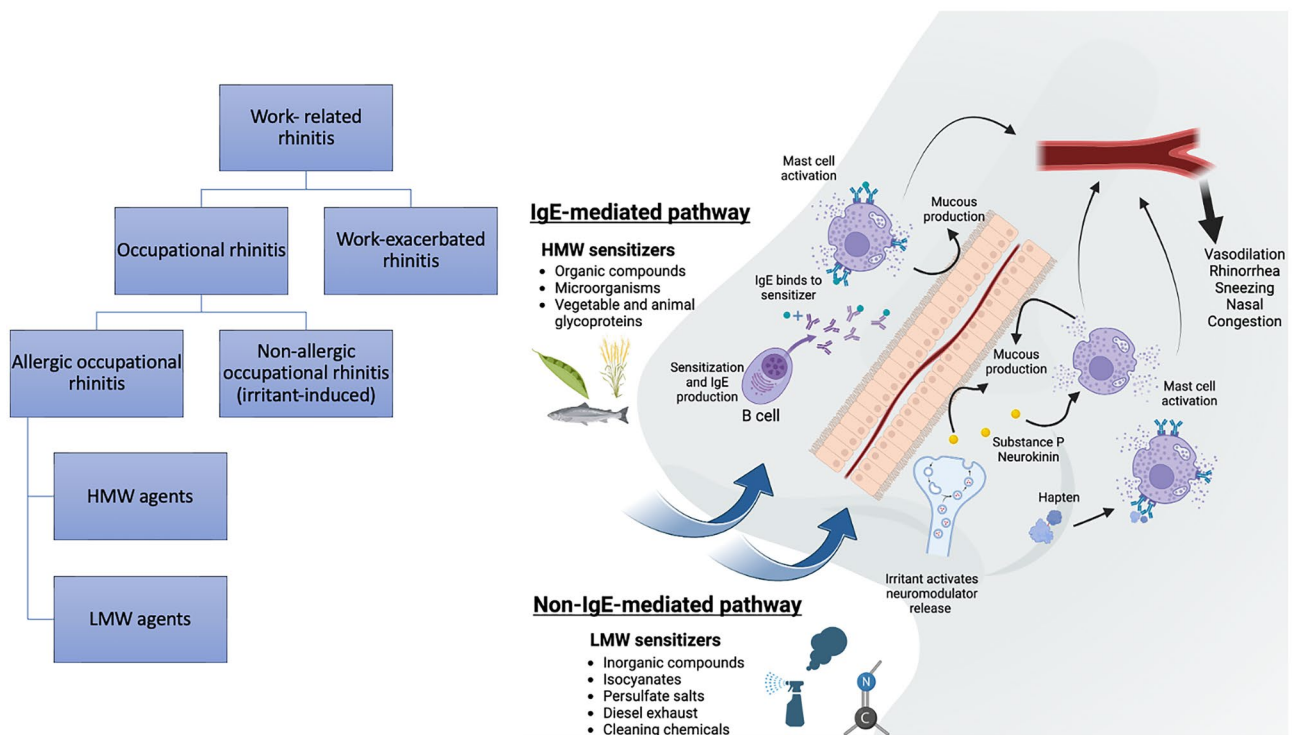 Work- related
rhinitis
Occupational rhinitis
Work-exacerbated
rhinitis
Allergic occupational
rhinitis
Non-allergic
occupational rhinitis
(irritant-induced)
HMW agents
LMW agents
IgE-mediated pathway
HMW sensitizers
• Organic compounds
• Microorganisms
• Vegetable and animal
glycoproteins
Mast cell
activation
Mucous
production
IgE binds to
sensitizer
Sensitization
and IgE
production
B cell
Vasodilation
Rhinorrhea
Sneezing
Nasal
Congestion
Mucous
production
Mast cell
activation
Substance P
Neurokinin
Hapten
Irritant activates
neuromodulator
release
Non-IgE-mediated pathway
LMW sensitizers
• Inorganic compounds
• Isocyanates
• Persulfate salts
• Diesel exhaust
• Cleaning chemicals
N
C